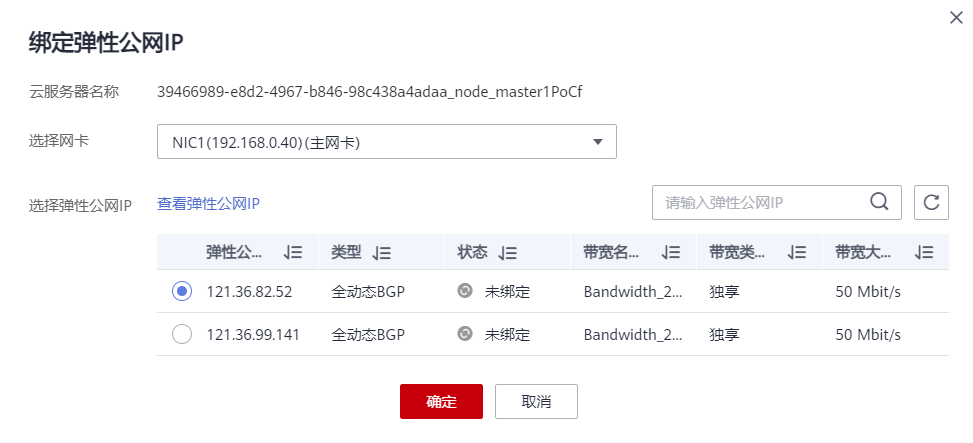 绑定弹性公网IP
云服务器名称 39466989-e8d2-4967-b846-98c438a4adaa_node_master1PoCf
选择网卡 NIC1(192.168.0.40)(主网卡)
选择弹性公网IP 查看弹性公网IP 请输入弹性公网IP
弹性公... 类型 状态 带宽名... 带宽类... 带宽大...
121.36.82.52 全动态BGP 未绑定 Bandwidth_2... 独享 50 Mbit/s
121.36.99.141 全动态BGP 未绑定 Bandwidth_2... 独享 50 Mbit/s
确定 取消